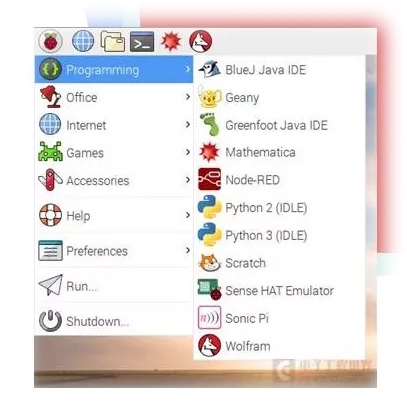 Programming
Office
Internet
Games
Accessories
Help
Preferences
Run...
Shutdown...
BlueJ Java IDE
Geany
Greenfoot Java IDE
Mathematica
Node-RED
Python 2 (IDLE)
Python 3 (IDLE)
Scratch
Sense HAT Emulator
Sonic Pi
Wolfram